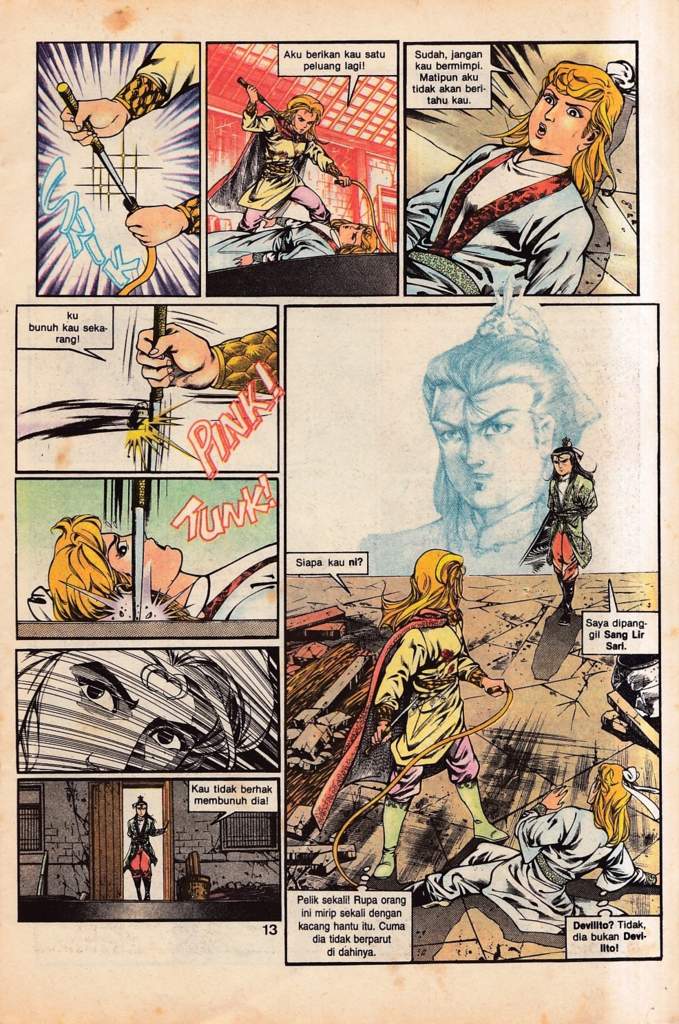 SRUK
Aku berikan kau satu
peluang lagi!
Sudah, jangan
kau bermimpi.
Matipun aku
tidak akan beri-
tahu kau.
ku
bunuh kau seka-
rang!
PINK!
TUNK!
Kau tidak berhak
membunuh dia!
13
Siapa kau ni?
Saya dipang-
gil Sang Lir
Sari.
Pelik sekali! Rupa orang
ini mirip sekali dengan
kacang hantu itu. Cuma
dia tidak berparut
di dahinya.
Devilito? Tidak,
dia bukan Devi-
lito!